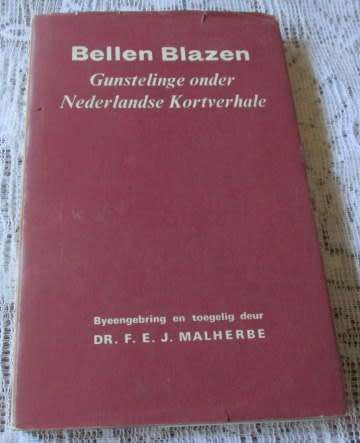 Bellen Blazen
Gunstelinge onder
Nederlandse Kortverhale
Byeengebring en toegelig deur
DR. F. E. J. MALHERBE